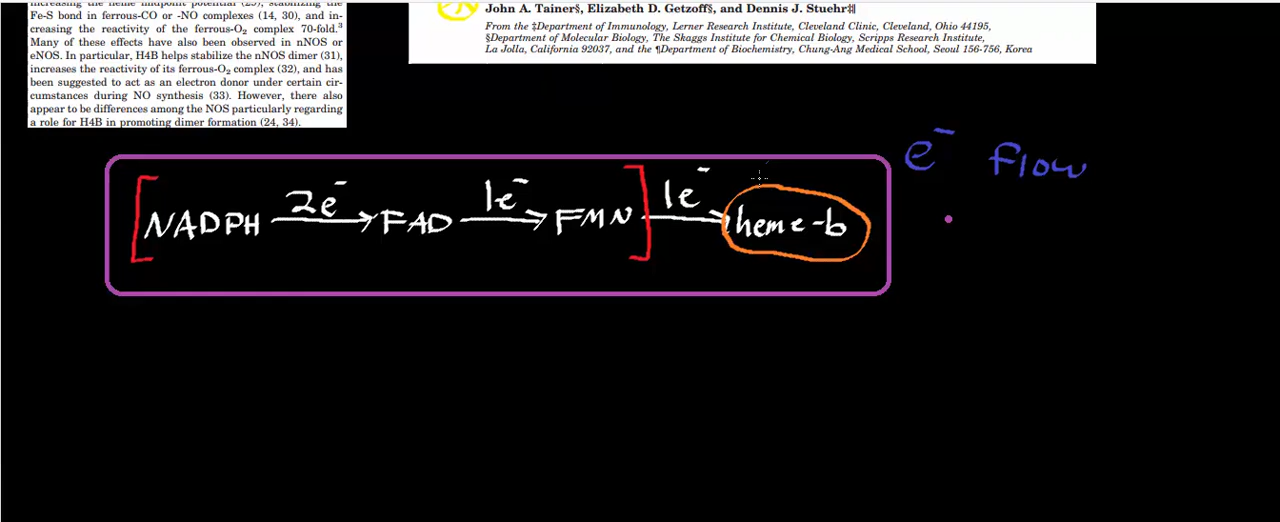 increasing the heme midpoint potential (29), stabilizing the
Fe-S bond in ferrous-CO or -NO complexes (14, 30), and in-
creasing the reactivity of the ferrous-O₂ complex 70-fold.³
Many of these effects have also been observed in nNOS or
eNOS. In particular, H4B helps stabilize the nNOS dimer (31),
increases the reactivity of its ferrous-O₂ complex (32), and has
been suggested to act as an electron donor under certain cir-
cumstances during NO synthesis (33). However, there also
appear to be differences among the NOS particularly regarding
a role for H4B in promoting dimer formation (24, 34).
John A. Tainer§, Elizabeth D. Getzoff§, and Dennis J. Stuehr‡‖
From the ‡Department of Immunology, Lerner Research Institute, Cleveland Clinic, Cleveland, Ohio 44195,
§Department of Molecular Biology, The Skaggs Institute for Chemical Biology, Scripps Research Institute,
La Jolla, California 92037, and the ¶Department of Biochemistry, Chung-Ang Medical School, Seoul 156-756, Korea
e⁻ flow
[NADPH 2e⁻→ FAD 1e⁻→ FMN] 1e⁻→ heme-b